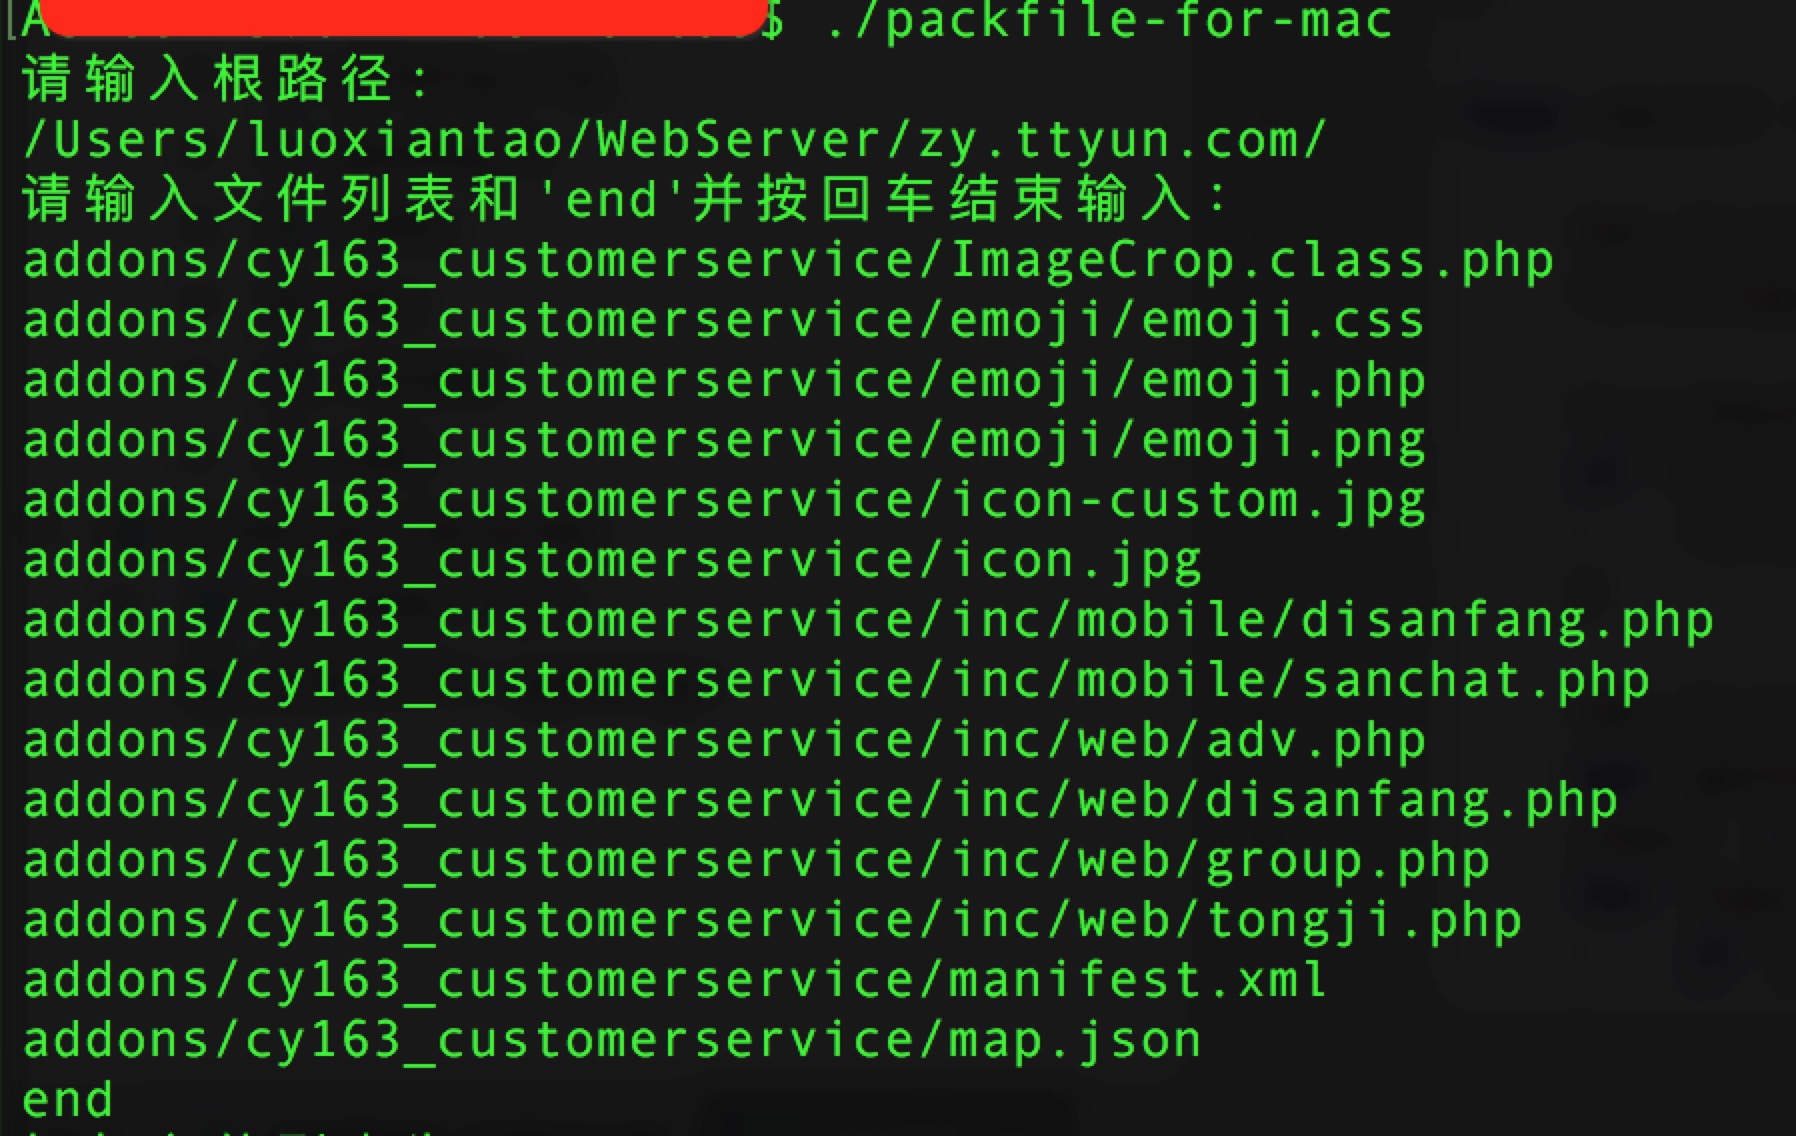 $ ./packfile-for-mac
请输入根路径：
/Users/luoxiantao/WebServer/zy.ttyun.com/
请输入文件列表和'end'并按回车结束输入：
addons/cy163_customerservice/ImageCrop.class.php
addons/cy163_customerservice/emoji/emoji.css
addons/cy163_customerservice/emoji/emoji.php
addons/cy163_customerservice/emoji/emoji.png
addons/cy163_customerservice/icon-custom.jpg
addons/cy163_customerservice/icon.jpg
addons/cy163_customerservice/inc/mobile/disanfang.php
addons/cy163_customerservice/inc/mobile/sanchat.php
addons/cy163_customerservice/inc/web/adv.php
addons/cy163_customerservice/inc/web/disanfang.php
addons/cy163_customerservice/inc/web/group.php
addons/cy163_customerservice/inc/web/tongji.php
addons/cy163_customerservice/manifest.xml
addons/cy163_customerservice/map.json
end